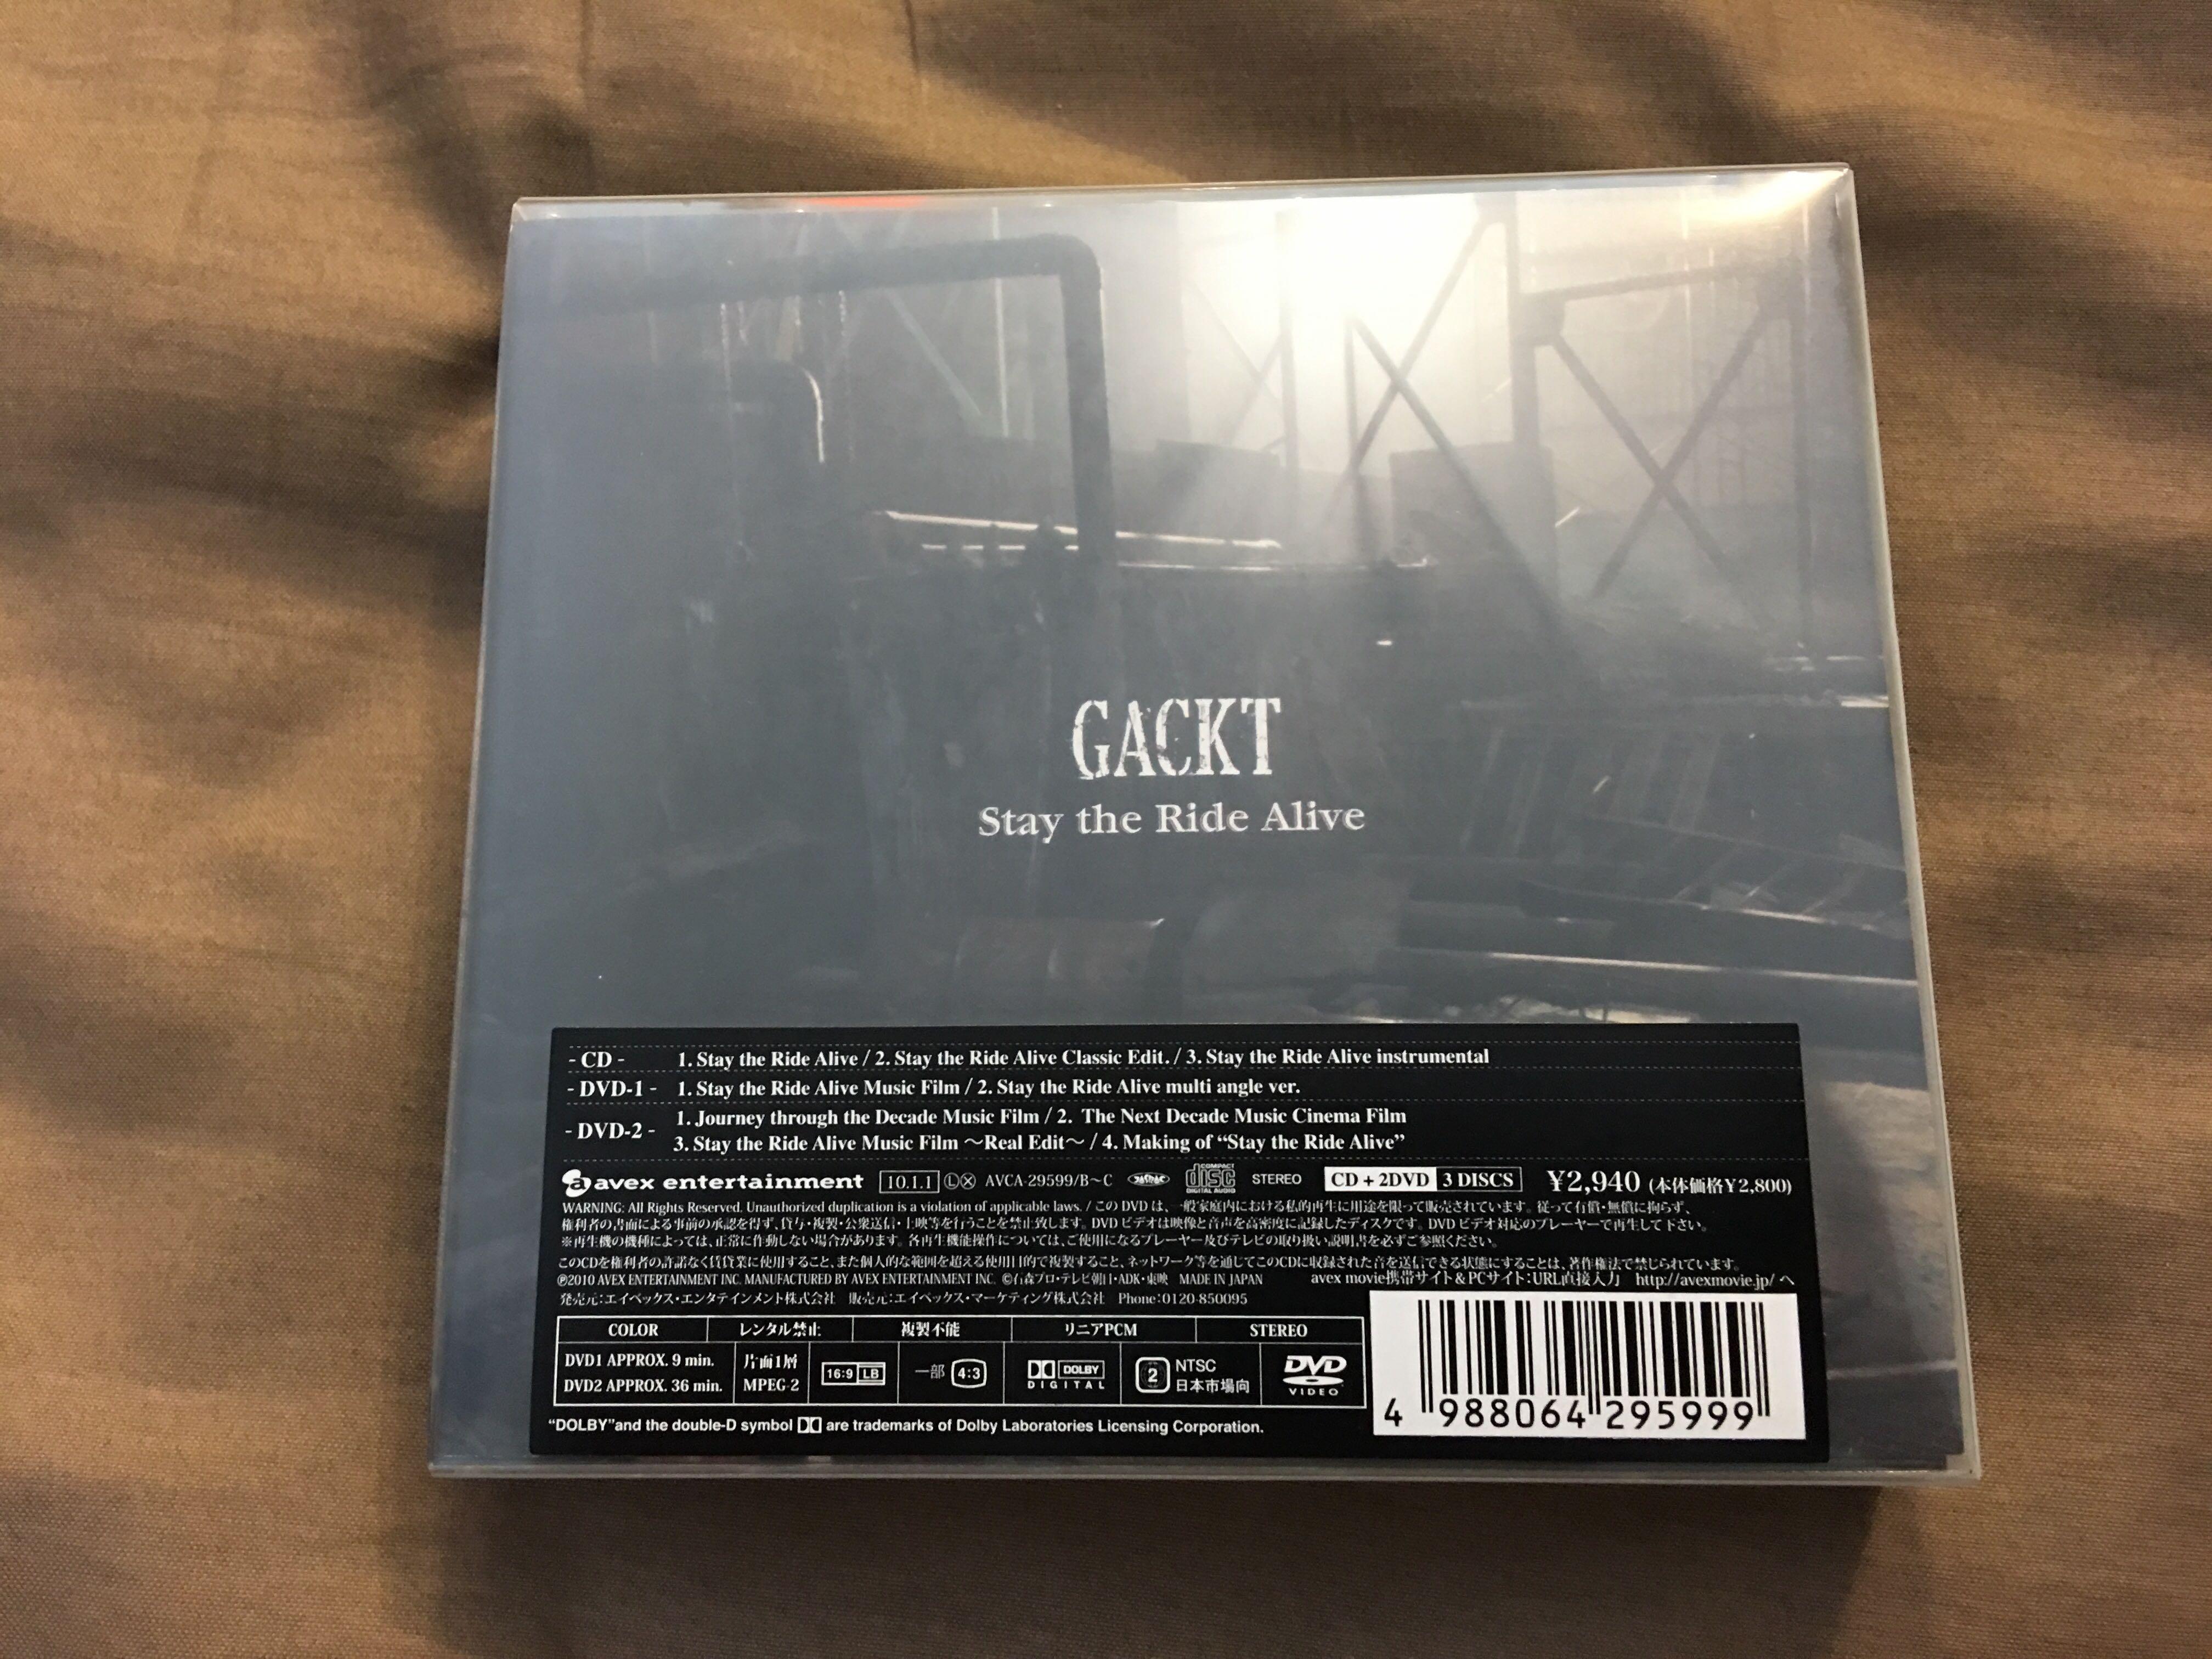 GACKT
Stay the Ride Alive
- CD - 1. Stay the Ride Alive / 2. Stay the Ride Alive Classic Edit. / 3. Stay the Ride Alive instrumental
- DVD-1 - 1. Stay the Ride Alive Music Film / 2. Stay the Ride Alive multi angle ver.
- DVD-2 - 1. Journey through the Decade Music Film / 2. The Next Decade Music Cinema Film
3. Stay the Ride Alive Music Film 〜Real Edit〜 / 4. Making of “Stay the Ride Alive”
avex entertainment 10.1.1 Ⓛⓧ AVCA-29599/B~C COMPACT disc DIGITAL AUDIO STEREO CD + 2DVD 3 DISCS ¥2,940 (本体価格¥2,800)
WARNING: All Rights Reserved. Unauthorized duplication is a violation of applicable laws. / この DVD は、一般家庭内における私的再生に用途を限って販売されています。従って有償・無償に拘らず、
権利者の書面による事前の承認を得ず、貸与・複製・公衆送信・上映等を行うことを禁止致します。DVD ビデオは映像と音声を高密度に記録したディスクです。DVD ビデオ対応のプレーヤーで再生して下さい。
※再生機の機種によっては、正常に作動しない場合があります。各再生機能操作については、ご使用になるプレーヤー及びテレビの取り扱い説明書を必ずご参照ください。
このCDを権利者の許諾なく賃貸業に使用すること、また個人的な範囲を超える使用目的で複製すること、ネットワーク等を通じてこのCDに収録された音を送信できる状態にすることは、著作権法で禁じられています。
℗2010 AVEX ENTERTAINMENT INC. MANUFACTURED BY AVEX ENTERTAINMENT INC. ©石森プロ・テレビ朝日・ADK・東映 MADE IN JAPAN avex movie携帯サイト&PCサイト:URL直接入力 http://avexmovie.jp/ へ
発売元:エイベックス・エンタテインメント株式会社 販売元:エイベックス・マーケティング株式会社 Phone:0120-850095
COLOR レンタル禁止 複製不能 リニアPCM STEREO
DVD1 APPROX. 9 min. 片面1層 16:9 LB 一部 4:3 DOLBY DIGITAL 2 NTSC DVD VIDEO
DVD2 APPROX. 36 min. MPEG-2 日本市場向
“DOLBY”and the double-D symbol are trademarks of Dolby Laboratories Licensing Corporation.
4 988064 295999